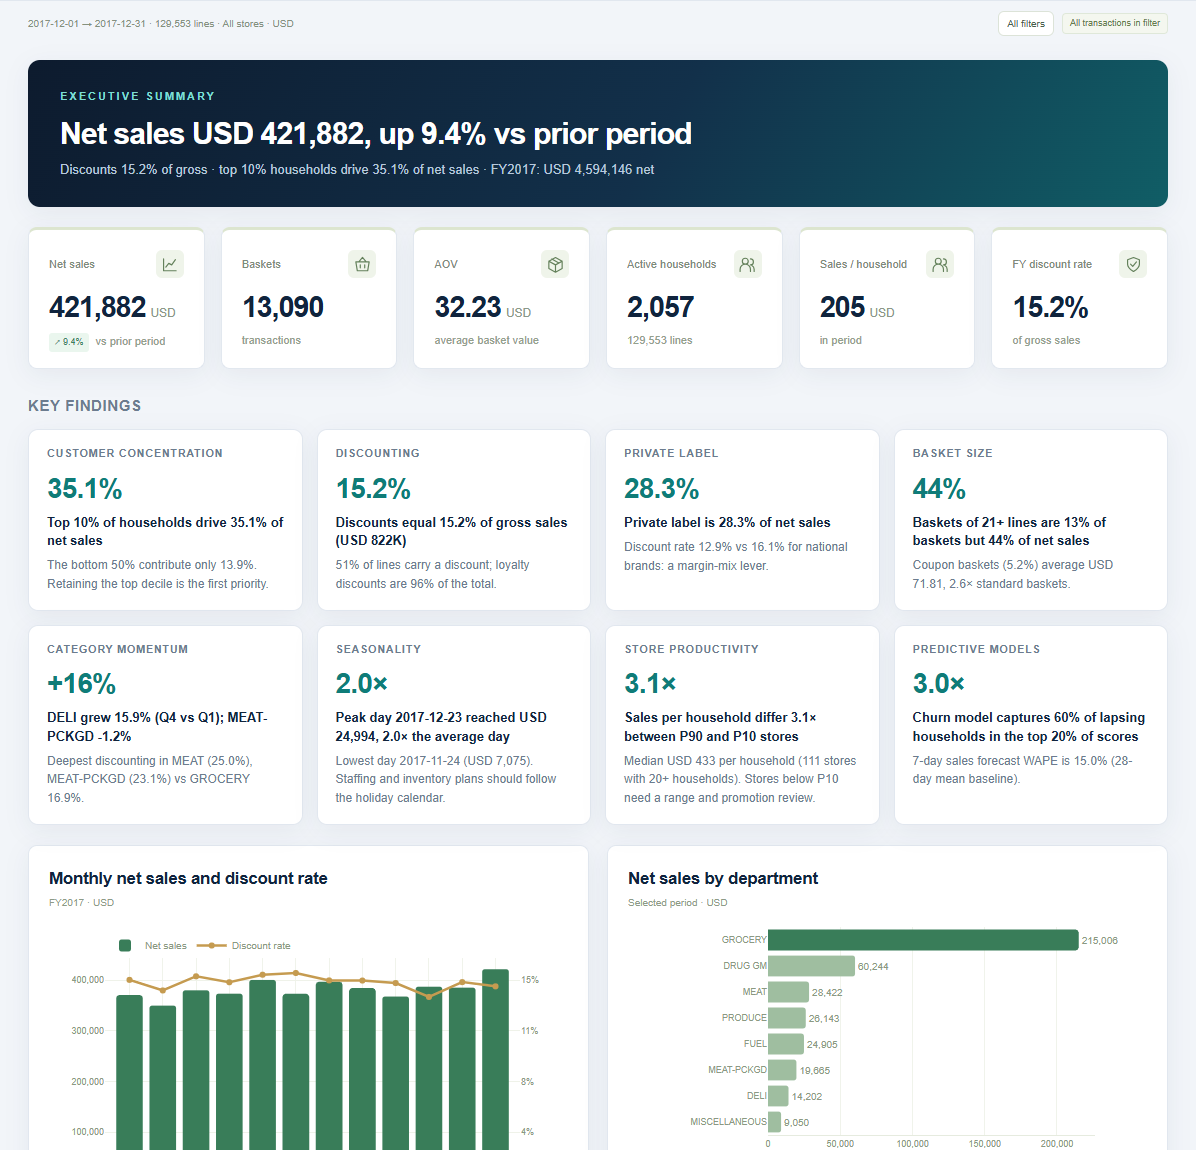 2017-12-01 → 2017-12-31 · 129,553 lines · All stores · USD
All filters
All transactions in filter
EXECUTIVE SUMMARY
Net sales USD 421,882, up 9.4% vs prior period
Discounts 15.2% of gross · top 10% households drive 35.1% of net sales · FY2017: USD 4,594,146 net
Net sales
421,882 USD
↗ 9.4% vs prior period
Baskets
13,090
transactions
AOV
32.23 USD
average basket value
Active households
2,057
129,553 lines
Sales / household
205 USD
in period
FY discount rate
15.2%
of gross sales
KEY FINDINGS
CUSTOMER CONCENTRATION
35.1%
Top 10% of households drive 35.1% of
net sales
The bottom 50% contribute only 13.9%.
Retaining the top decile is the first priority.
DISCOUNTING
15.2%
Discounts equal 15.2% of gross sales
(USD 822K)
51% of lines carry a discount; loyalty
discounts are 96% of the total.
PRIVATE LABEL
28.3%
Private label is 28.3% of net sales
Discount rate 12.9% vs 16.1% for national
brands: a margin-mix lever.
BASKET SIZE
44%
Baskets of 21+ lines are 13% of
baskets but 44% of net sales
Coupon baskets (5.2%) average USD
71.81, 2.6× standard baskets.
CATEGORY MOMENTUM
+16%
DELI grew 15.9% (Q4 vs Q1); MEAT-
PCKGD -1.2%
Deepest discounting in MEAT (25.0%),
MEAT-PCKGD (23.1%) vs GROCERY
16.9%.
SEASONALITY
2.0×
Peak day 2017-12-23 reached USD
24,994, 2.0× the average day
Lowest day 2017-11-24 (USD 7,075).
Staffing and inventory plans should follow
the holiday calendar.
STORE PRODUCTIVITY
3.1×
Sales per household differ 3.1×
between P90 and P10 stores
Median USD 433 per household (111 stores
with 20+ households). Stores below P10
need a range and promotion review.
PREDICTIVE MODELS
3.0×
Churn model captures 60% of lapsing
households in the top 20% of scores
7-day sales forecast WAPE is 15.0% (28-
day mean baseline).
Monthly net sales and discount rate
FY2017 · USD
Net sales
Discount rate
400,000
300,000
200,000
100,000
15%
11%
8%
4%
Net sales by department
Selected period · USD
GROCERY 215,006
DRUG GM 60,244
MEAT 28,422
PRODUCE 26,143
FUEL 24,905
MEAT-PCKGD 19,665
DELI 14,202
MISCELLANEOUS 9,050
0 50,000 100,000 150,000 200,000